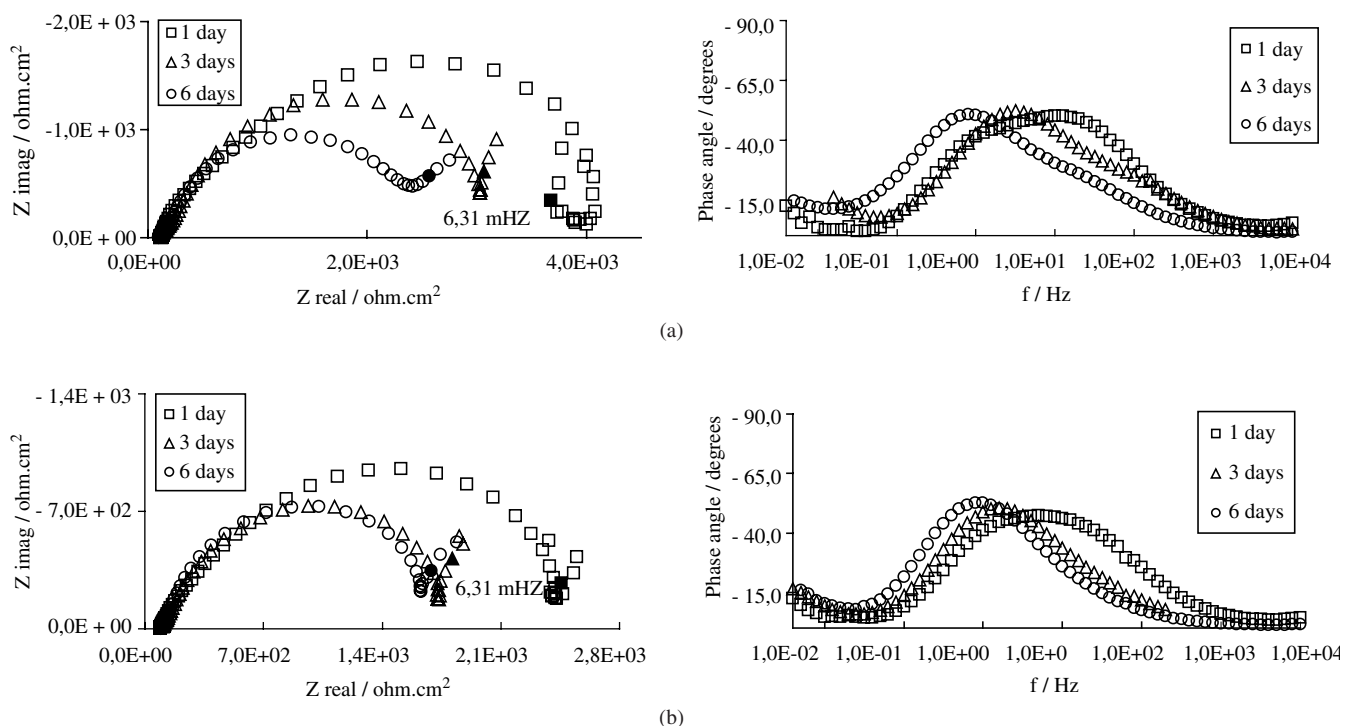 -2,0E + 03
-1,0E + 03
0,0E + 00
Z imag / ohm.cm²
1 day
3 days
6 days
6,31 mHZ
0,0E + 00
2,0E+03
4,0E+03
Z real / ohm.cm²
- 90,0
- 65,0
- 40,0
- 15,0
Phase angle / degrees
1 day
3 days
6 days
1,0E-02
1,0E-01
1,0E+00
1,0E+01
1,0E+02
1,0E+03
1,0E+04
f / Hz
(a)
- 1,4E + 03
- 7,0E + 02
0,0E + 00
Z imag / ohm.cm²
1 day
3 days
6 days
6,31 mHZ
0,0E+00
7,0E+02
1,4E+03
2,1E+03
2,8E+03
Z real / ohm.cm²
- 90,0
- 65,0
- 40,0
- 15,0
Phase angle / degrees
1 day
3 days
6 days
1,0E-02
1,0E-01
1,0E+00
1,0E+0
1,0E+02
1,0E+03
1,0E+04
f / Hz
(b)